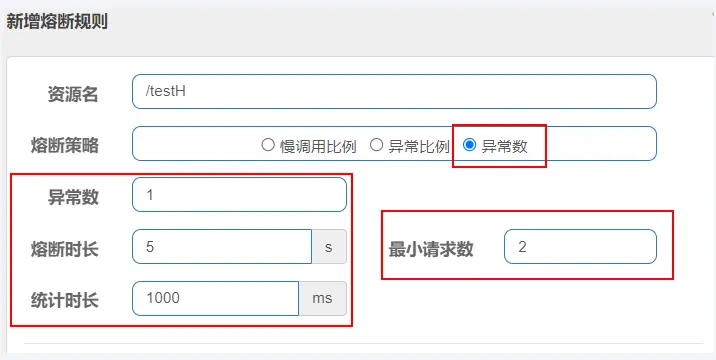 新增熔断规则
资源名 /testH
熔断策略 慢调用比例 异常比例 异常数
异常数 1
熔断时长 5 s 最小请求数 2
统计时长 1000 ms